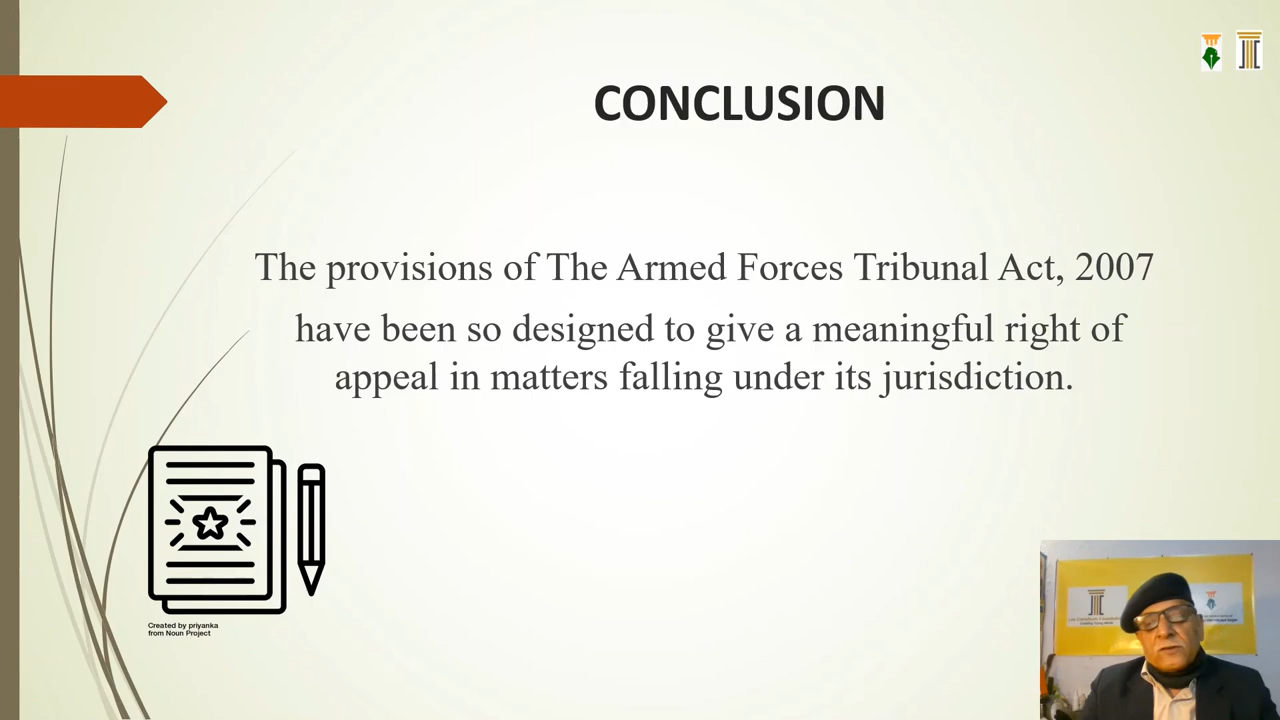 CONCLUSION
The provisions of The Armed Forces Tribunal Act, 2007
have been so designed to give a meaningful right of
appeal in matters falling under its jurisdiction.
Created by priyanka
from Noun Project